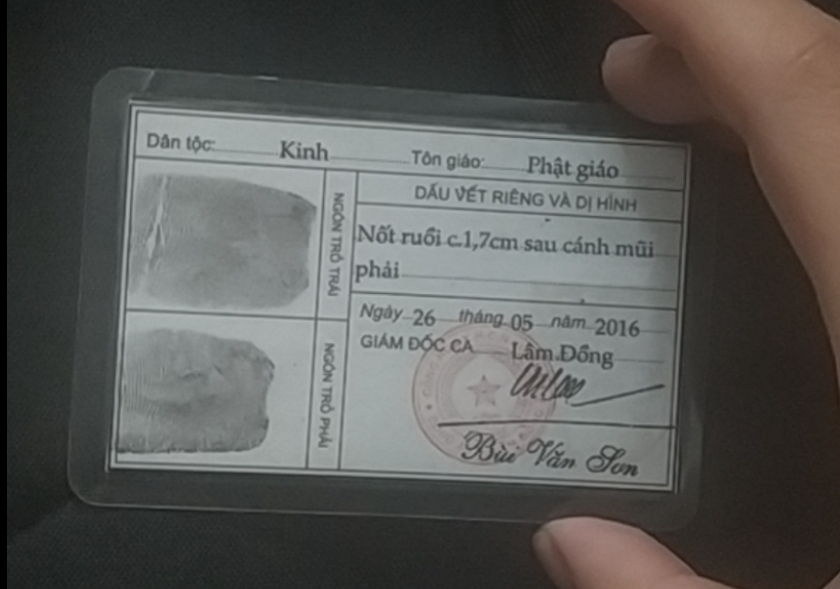 Dân tộc: Kinh Tôn giáo: Phật giáo
NGÓN TRỎ TRÁI
DẤU VẾT RIÊNG VÀ DỊ HÌNH
Nốt ruồi c.1,7cm sau cánh mũi
phải
NGÓN TRỎ PHẢI
Ngày 26 tháng 05 năm 2016
GIÁM ĐỐC CA Lâm Đồng
Bùi Văn Sơn